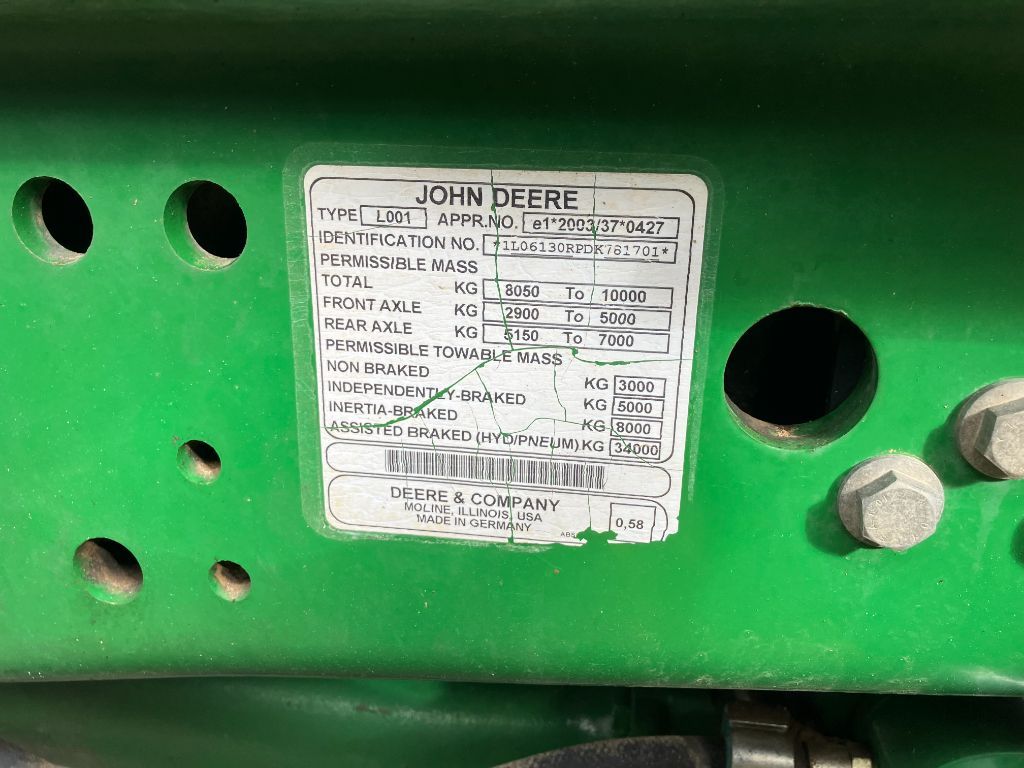 JOHN DEERE
TYPE L001 APPR.NO. e1*2003/37*0427
IDENTIFICATION NO. *1L06130RPDK761701*
PERMISSIBLE MASS
TOTAL KG 8050 To 10000
FRONT AXLE KG 2900 To 5000
REAR AXLE KG 5150 To 7000
PERMISSIBLE TOWABLE MASS
NON BRAKED KG 3000
INDEPENDENTLY-BRAKED KG 5000
INERTIA-BRAKED KG 8000
ASSISTED BRAKED (HYD/PNEUM) KG 34000
DEERE & COMPANY
MOLINE, ILLINOIS, USA
MADE IN GERMANY
0,58